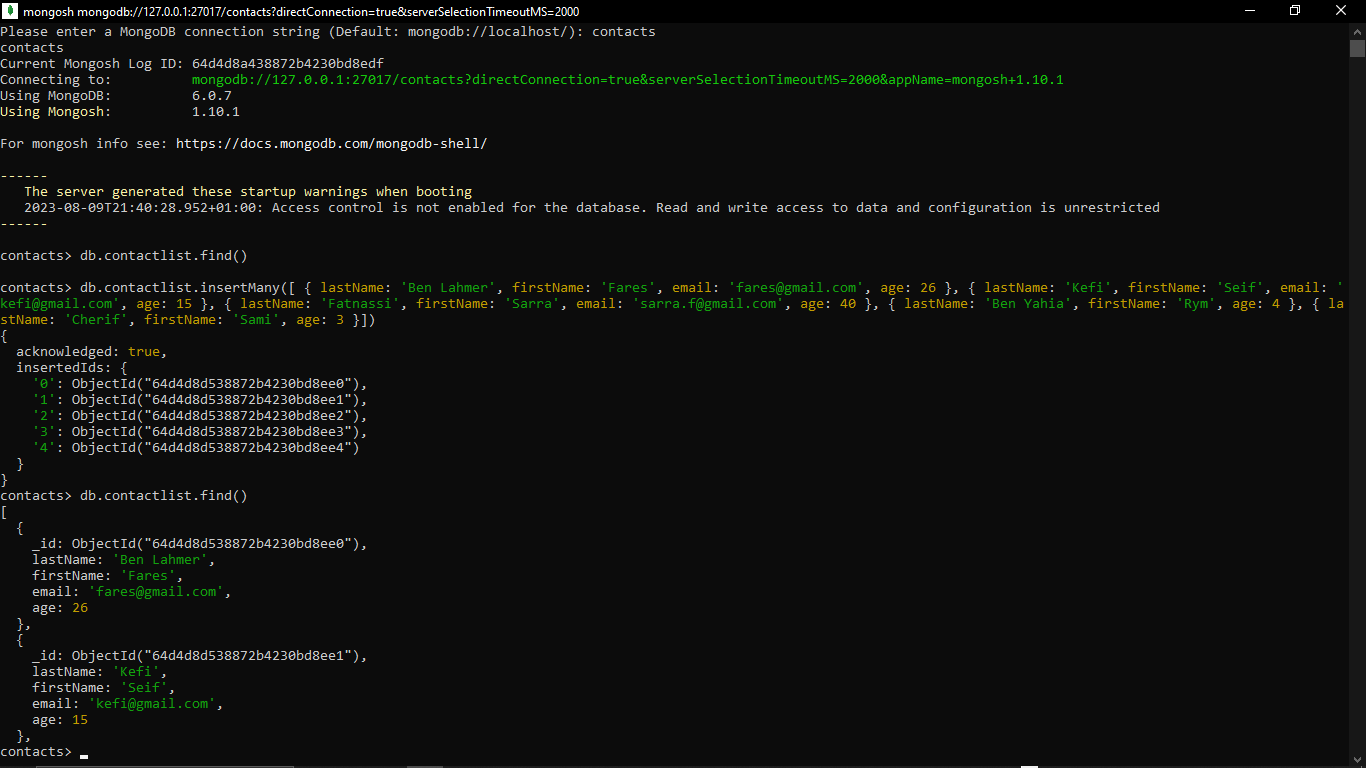 mongosh mongodb://127.0.0.1:27017/contacts?directConnection=true&serverSelectionTimeoutMS=2000
Please enter a MongoDB connection string (Default: mongodb://localhost/): contacts
contacts
Current Mongosh Log ID: 64d4d8a438872b4230bd8edf
Connecting to:          mongodb://127.0.0.1:27017/contacts?directConnection=true&serverSelectionTimeoutMS=2000&appName=mongosh+1.10.1
Using MongoDB:          6.0.7
Using Mongosh:          1.10.1

For mongosh info see: https://docs.mongodb.com/mongodb-shell/

------
   The server generated these startup warnings when booting
   2023-08-09T21:40:28.952+01:00: Access control is not enabled for the database. Read and write access to data and configuration is unrestricted
------

contacts> db.contactlist.find()

contacts> db.contactlist.insertMany([ { lastName: 'Ben Lahmer', firstName: 'Fares', email: 'fares@gmail.com', age: 26 }, { lastName: 'Kefi', firstName: 'Seif', email: '
kefi@gmail.com', age: 15 }, { lastName: 'Fatnassi', firstName: 'Sarra', email: 'sarra.f@gmail.com', age: 40 }, { lastName: 'Ben Yahia', firstName: 'Rym', age: 4 }, { la
stName: 'Cherif', firstName: 'Sami', age: 3 }])
{
  acknowledged: true,
  insertedIds: {
    '0': ObjectId("64d4d8d538872b4230bd8ee0"),
    '1': ObjectId("64d4d8d538872b4230bd8ee1"),
    '2': ObjectId("64d4d8d538872b4230bd8ee2"),
    '3': ObjectId("64d4d8d538872b4230bd8ee3"),
    '4': ObjectId("64d4d8d538872b4230bd8ee4")
  }
}
contacts> db.contactlist.find()
[
  {
    _id: ObjectId("64d4d8d538872b4230bd8ee0"),
    lastName: 'Ben Lahmer',
    firstName: 'Fares',
    email: 'fares@gmail.com',
    age: 26
  },
  {
    _id: ObjectId("64d4d8d538872b4230bd8ee1"),
    lastName: 'Kefi',
    firstName: 'Seif',
    email: 'kefi@gmail.com',
    age: 15
  },
contacts>